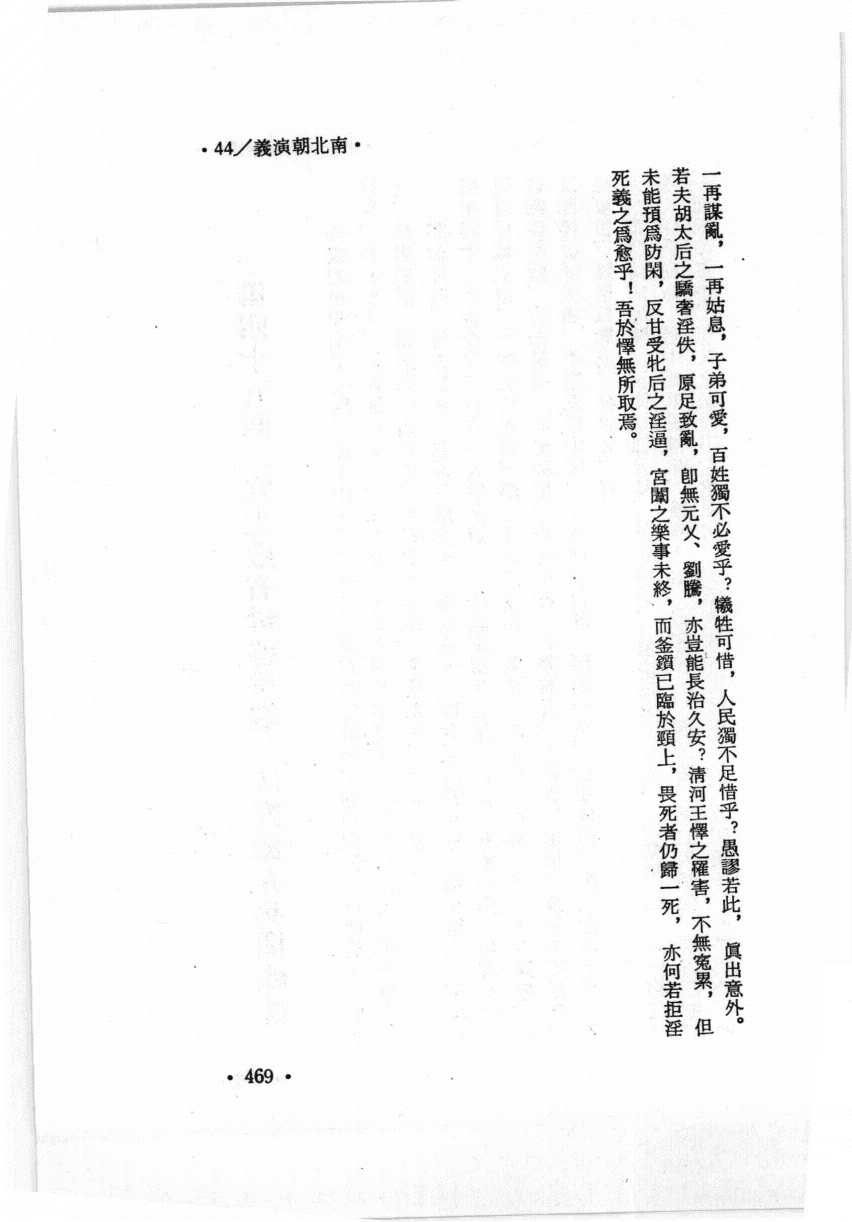 ·44／義演朝北南·
一再謀亂，一再姑息，子弟可愛，百姓獨不必愛乎？犧牲可惜，人民獨不足惜乎？愚謬若此，眞出意外。
若夫胡太后之驕奢淫佚，原足致亂，卽無元乂、劉騰，亦豈能長治久安？淸河王懌之罹害，不無寃累，但
未能預爲防閑，反甘受牝后之淫逼，宮闈之樂事未終，而釜鑕已臨於頸上，畏死者仍歸一死，亦何若拒淫
死義之爲愈乎！吾於懌無所取焉。
·469·